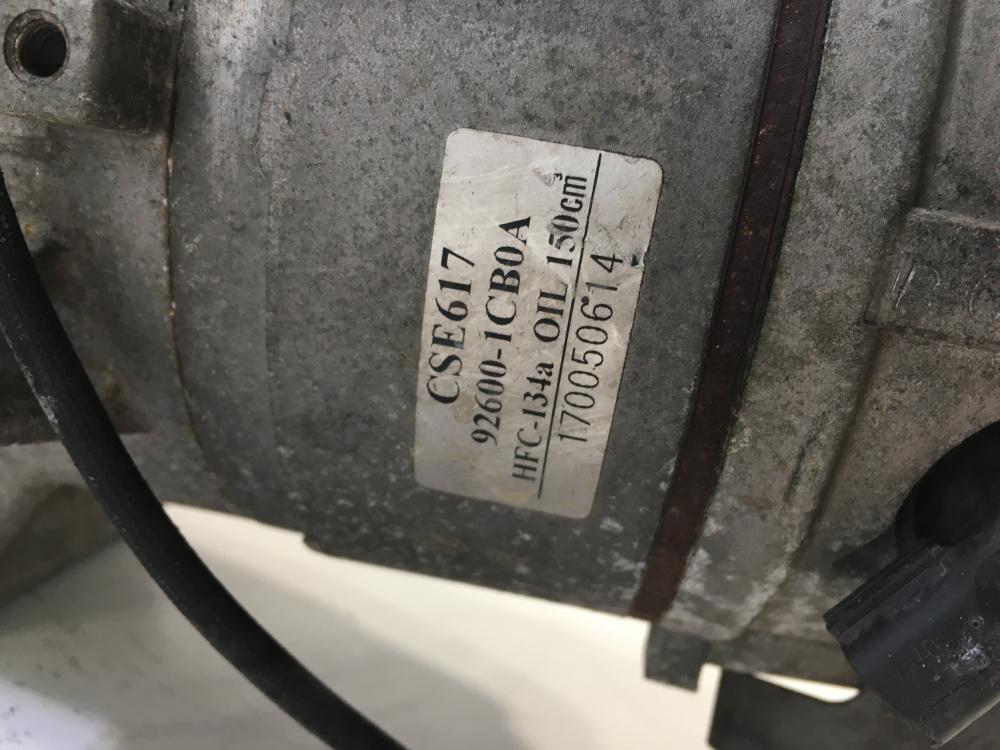 CSE617
92600-1CB0A
HFC-134a OIL 150cm³
170050614